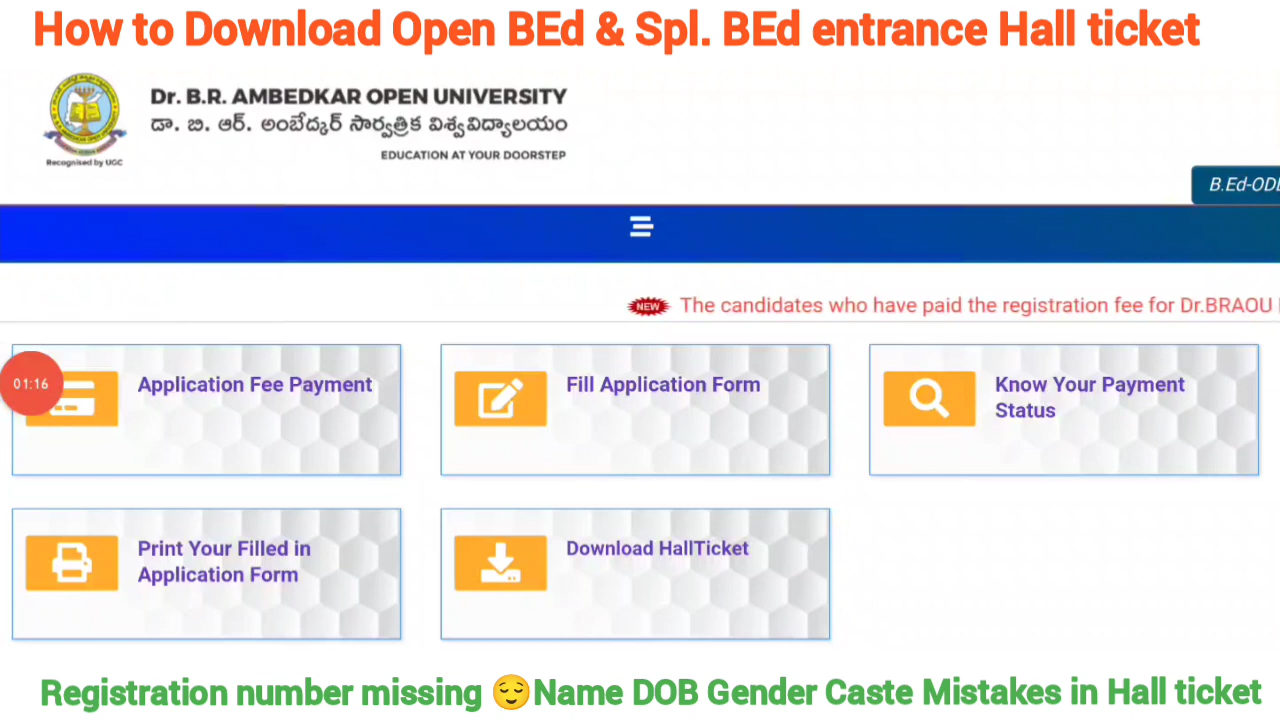 How to Download Open BEd & Spl. BEd entrance Hall ticket
Dr. B.R. AMBEDKAR OPEN UNIVERSITY
డా. బి. ఆర్. అంబేద్కర్ సార్వత్రిక విశ్వవిద్యాలయం
EDUCATION AT YOUR DOORSTEP
Recognised by UGC
B.Ed-ODL
NEW The candidates who have paid the registration fee for Dr.BRAOU
01:16
Application Fee Payment
Fill Application Form
Know Your Payment
Status
Print Your Filled in
Application Form
Download HallTicket
Registration number missing 😌Name DOB Gender Caste Mistakes in Hall ticket